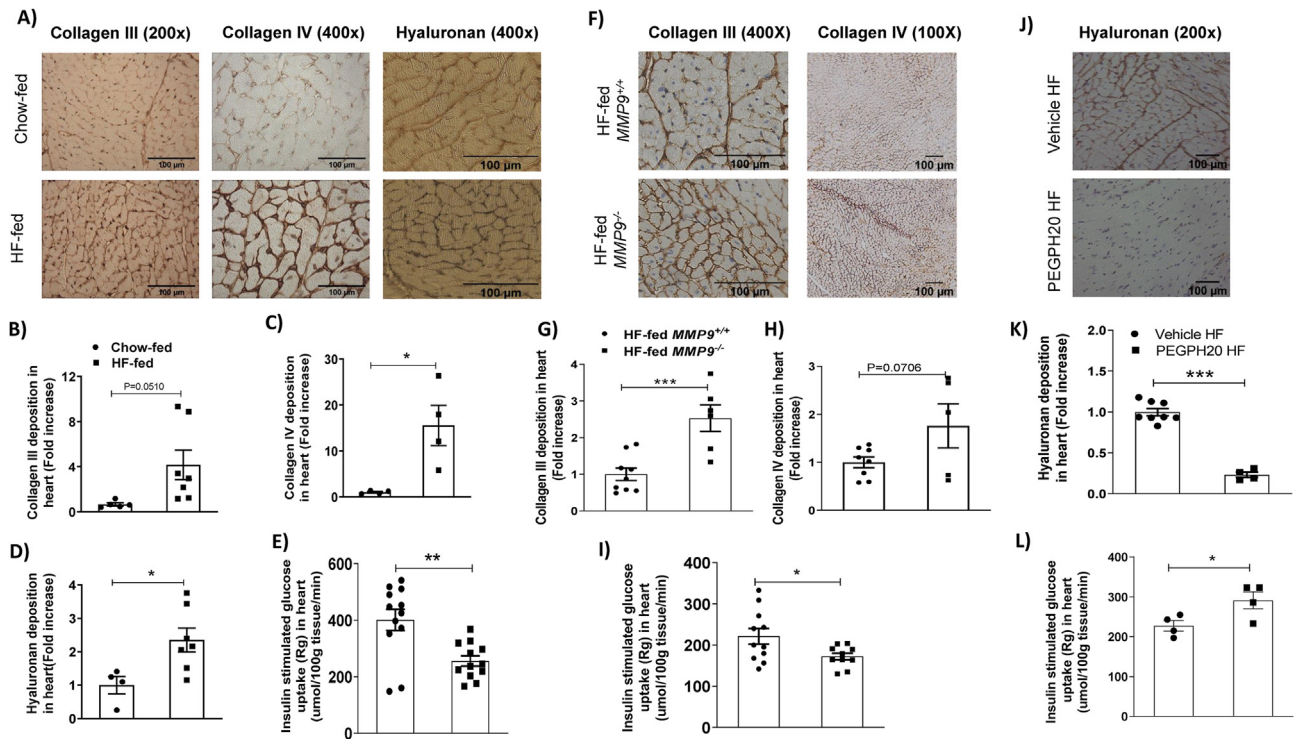 A)
Collagen III (200x) Collagen IV (400x) Hyaluronan (400x)
Chow-fed
100 µm 100 µm 100 µm
HF-fed
100 µm 100 µm 100 µm
F)
Collagen III (400X) Collagen IV (100X)
HF-fed
MMP9+/+
100 µm 100 µm
HF-fed
MMP9-/-
100 µm 100 µm
J)
Hyaluronan (200x)
Vehicle HF
100 µm
PEGPH20 HF
100 µm
B)
Chow-fed
HF-fed
P=0.0510
Collagen III deposition in
heart (Fold increase)
12
8
4
0
C)
*
Collagen IV deposition
in heart (Fold increase)
30
20
10
0
D)
*
Hyaluronan deposition
in heart(Fold increase)
4
3
2
1
0
E)
**
Insulin stimulated glucose
uptake (Rg) in heart
(umol/100g tissue/min)
600
400
200
0
G)
HF-fed MMP9+/+
HF-fed MMP9-/-
***
Collagen III deposition in heart
(Fold increase)
4
3
2
1
0
H)
P=0.0706
Collagen IV deposition in heart
(Fold increase)
3
2
1
0
I)
*
Insulin stimulated glucose
uptake (Rg) in heart
(umol/100g tissue/min)
400
300
200
100
0
K)
Vehicle HF
PEGPH20 HF
***
Hyaluronan deposition
in heart (Fold increase)
1.5
1.0
0.5
0.0
L)
*
Insulin stimulated glucose
uptake (Rg) in heart
(umol/100g tissue/min)
400
300
200
100
0